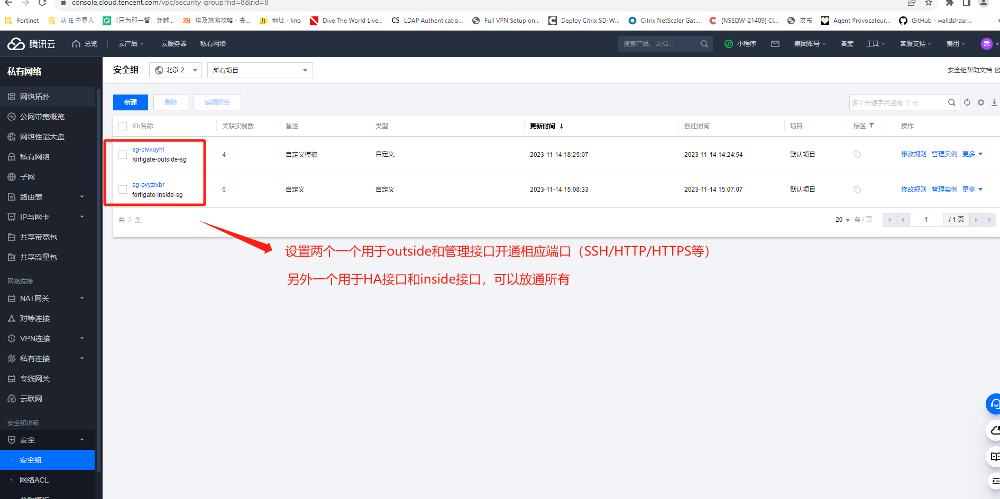 console.cloud.tencent.com/vpc/security-group?rid=8&rid=8
Fortinet 从 IE 中导入 《只为那一瞥，穿越... 埃及旅游攻略 - 去... 地址 - lino Dive The World Live... CS LDAP Authenticatio... Full VPN Setup on... Deploy Citrix SD-W... Citrix NetScaler Gat... [NSSDW-21409] Cl... 发布 Agent Provocateur... GitHub - walidshaar...
腾讯云 总览 云产品 云服务器 私有网络 搜索产品、文档... 小程序 集团账号 备案 工具 客服支持 费用 武
私有网络
网络拓扑
公网带宽概览
网络性能大盘
私有网络
子网
路由表
IP与网卡
共享带宽包
共享流量包
网络连接
NAT网关
对等连接
VPN连接
私有连接
专线网关
云联网
安全和诊断
安全
安全组
网络ACL
安全组 北京 2 所有项目 安全组帮助文档
新建 删除 编辑标签 多个关键字用竖线 "|" 分
ID/名称 关联实例数 备注 类型 更新时间 创建时间 项目 标签 操作
sg-cfvxqyhl
fortigate-outside-sg
4 自定义模板 自定义 2023-11-14 18:25:07 2023-11-14 14:24:54 默认项目 修改规则 管理实例 更多
sg-ovyzixbr
fortigate-inside-sg
6 自定义 自定义 2023-11-14 15:08:33 2023-11-14 15:07:07 默认项目 修改规则 管理实例 更多
共 2 条 20 条 / 页 1 / 1 页
设置两个一个用于outside和管理接口开通相应端口（SSH/HTTP/HTTPS等）
另外一个用于HA接口和inside接口，可以放通所有